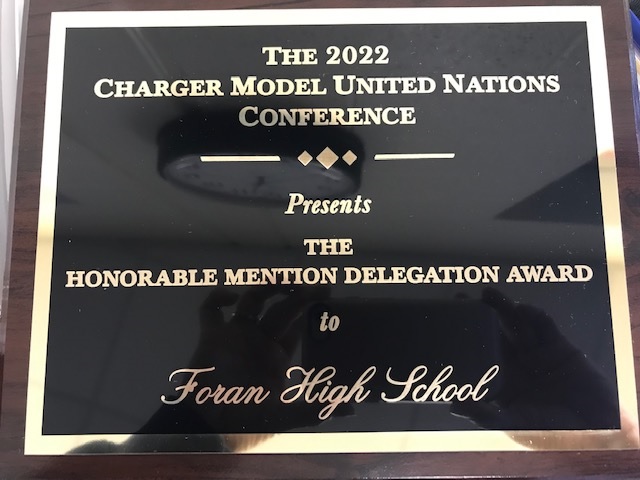 THE 2022
CHARGER MODEL UNITED NATIONS
CONFERENCE
Presents
THE
HONORABLE MENTION DELEGATION AWARD
to
Foran High School